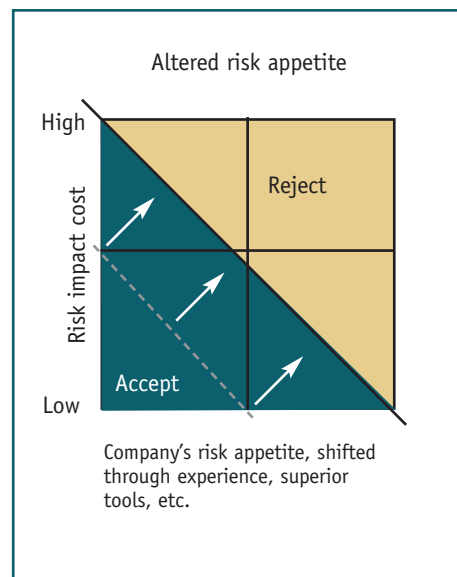 Altered risk appetite
High
Reject
Risk impact cost
Accept
Low
Company's risk appetite, shifted
through experience, superior
tools, etc.